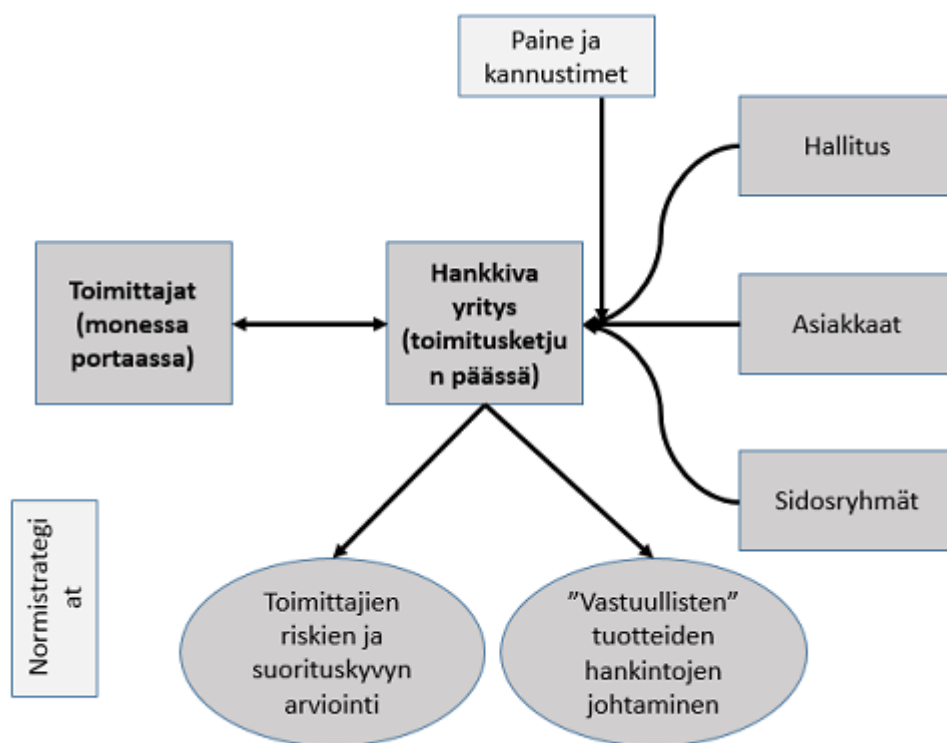 Paine ja
kannustimet
Hallitus
Toimittajat
(monessa
portaassa)
Hankkiva
yritys
(toimitusketju
n päässä)
Asiakkaat
Sidosryhmät
Normistrategi
at
Toimittajien
riskien ja
suorituskyvyn
arviointi
”Vastuullisten”
tuotteiden
hankintojen
johtaminen